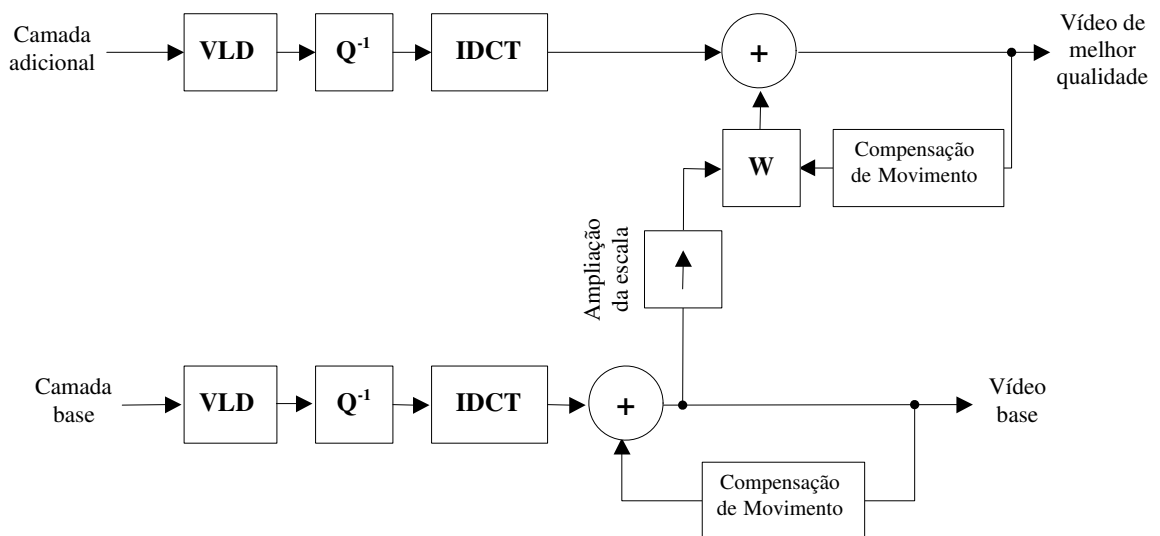 Camada
adicional
VLD
Q⁻¹
IDCT
+
Vídeo de
melhor
qualidade
W
Compensação
de Movimento
Ampliação
da escala
Camada
base
VLD
Q⁻¹
IDCT
+
Vídeo
base
Compensação
de Movimento